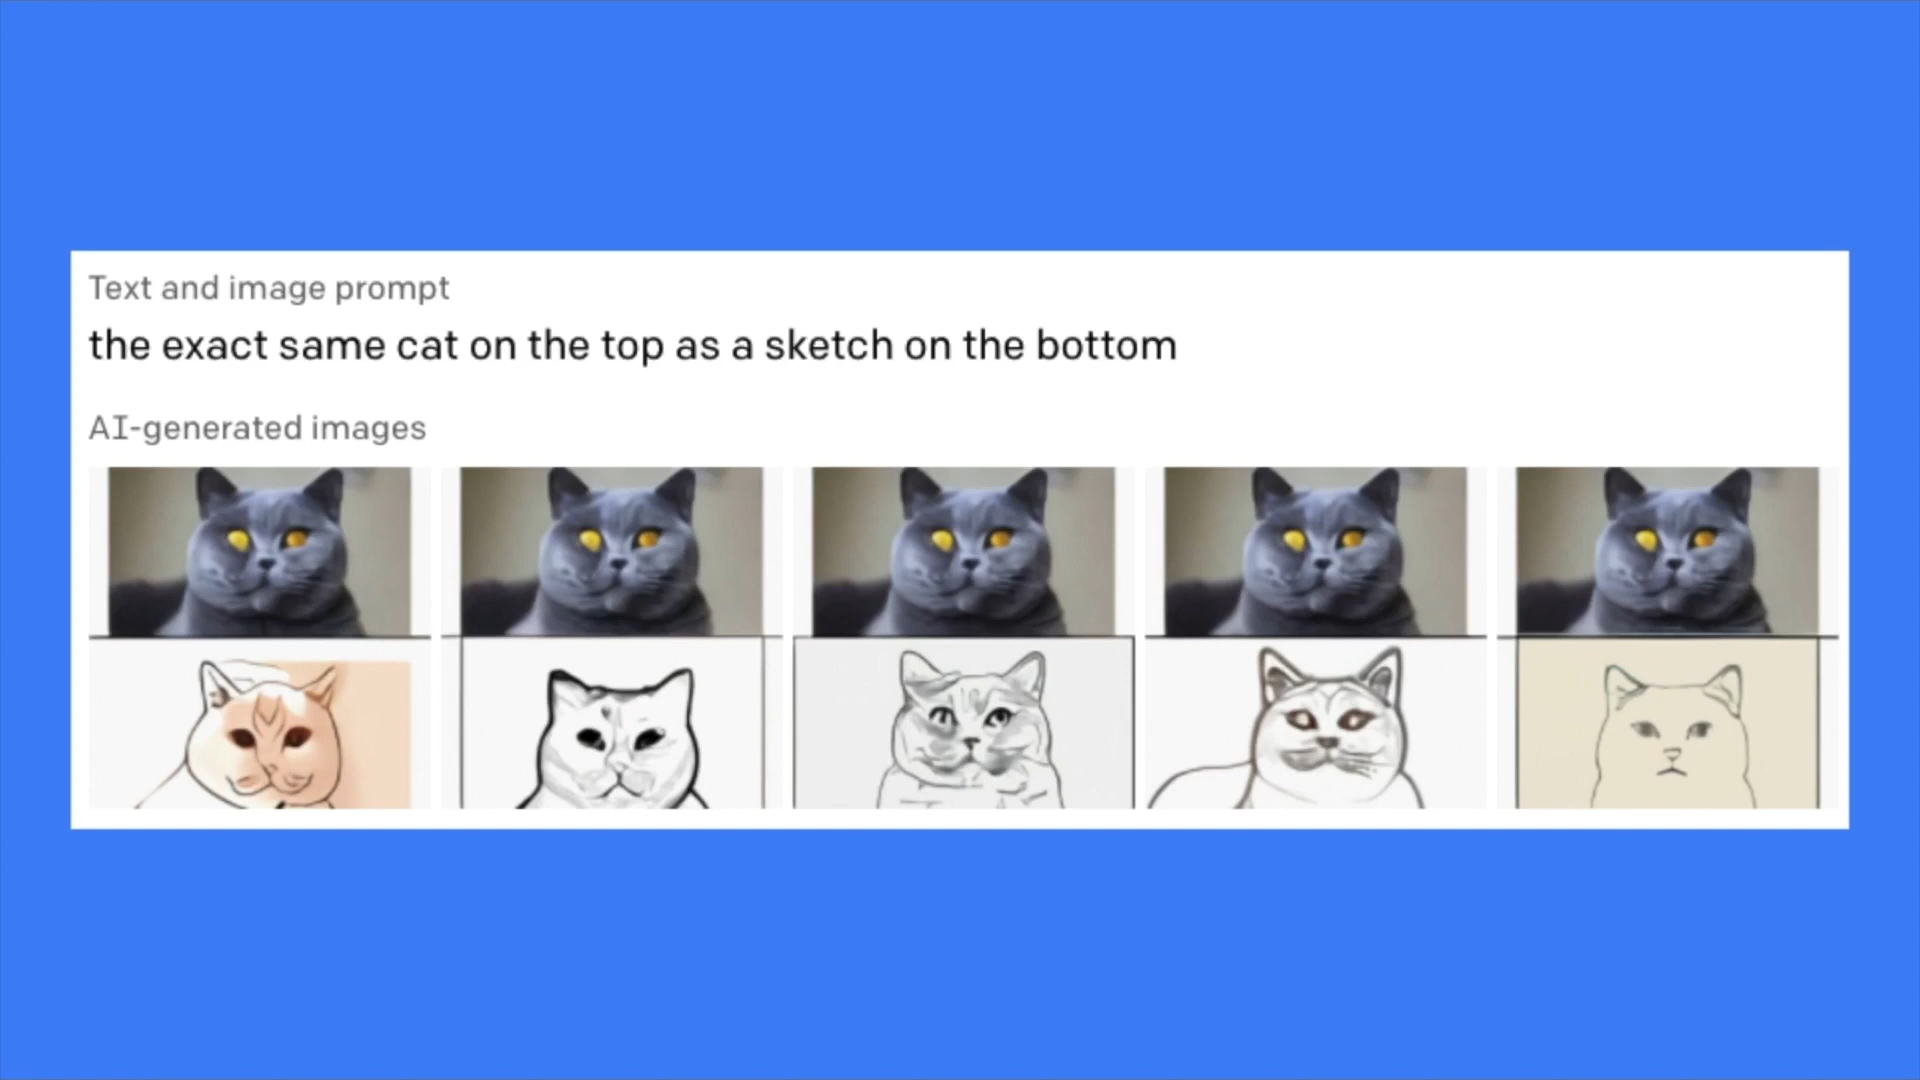 Text and image prompt
the exact same cat on the top as a sketch on the bottom
AI-generated images